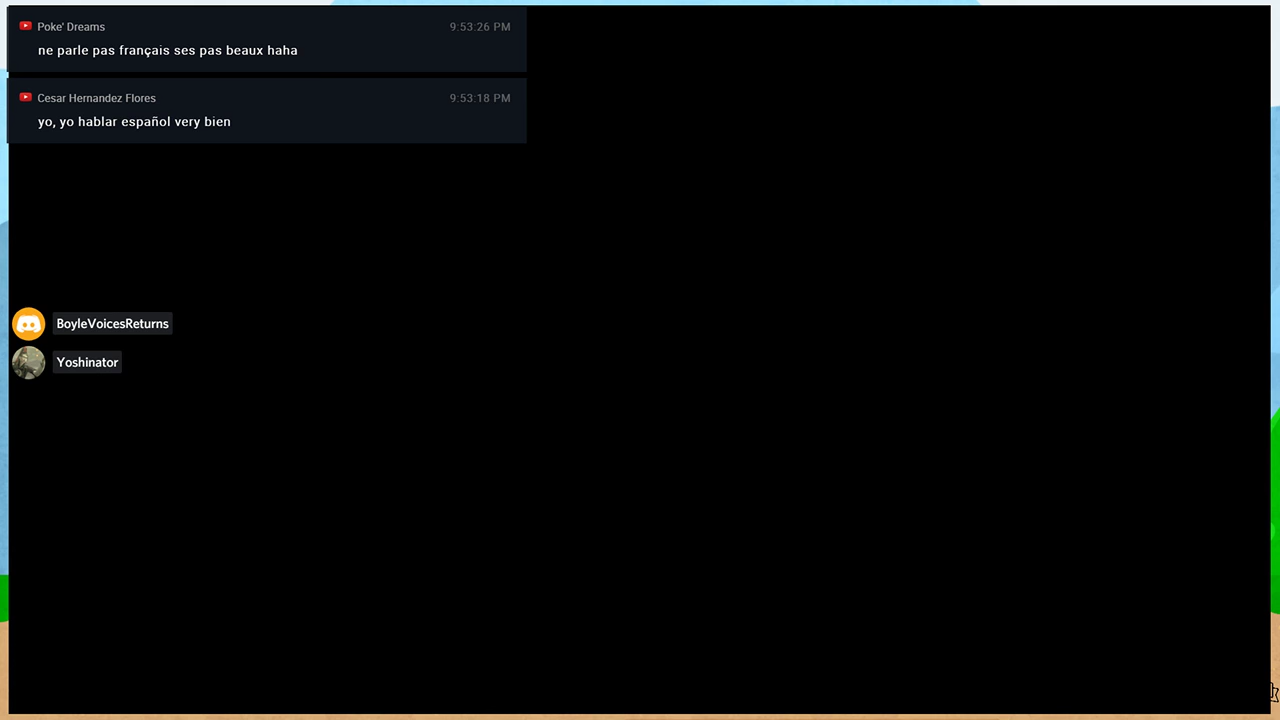 Poke' Dreams 9:53:26 PM
ne parle pas français ses pas beaux haha
Cesar Hernandez Flores 9:53:18 PM
yo, yo hablar español very bien
BoyleVoicesReturns
Yoshinator